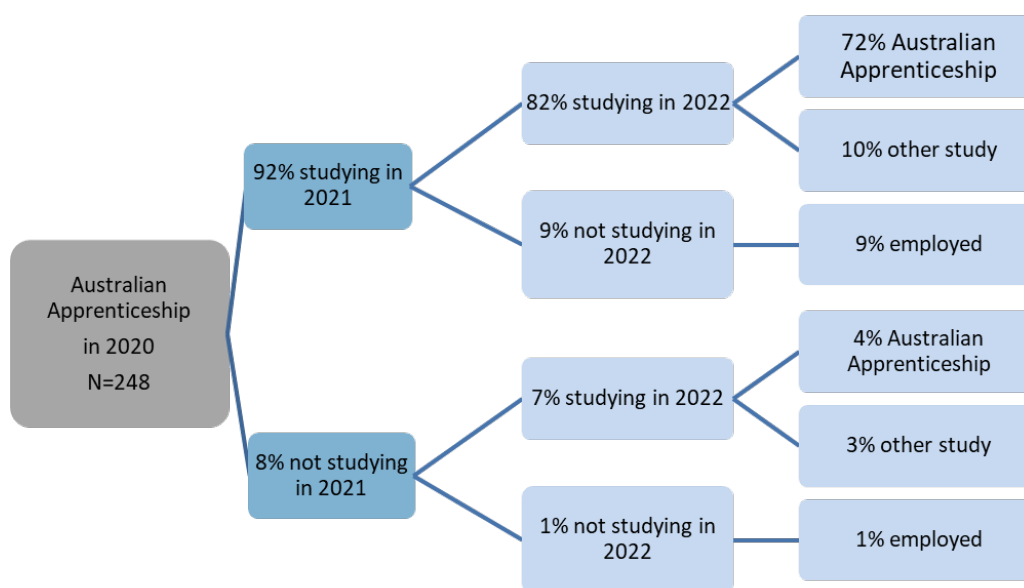 Australian
Apprenticeship
in 2020
N=248
92% studying in
2021
8% not studying
in 2021
82% studying in 2022
9% not studying in
2022
7% studying in 2022
1% not studying in
2022
72% Australian
Apprenticeship
10% other study
9% employed
4% Australian
Apprenticeship
3% other study
1% employed